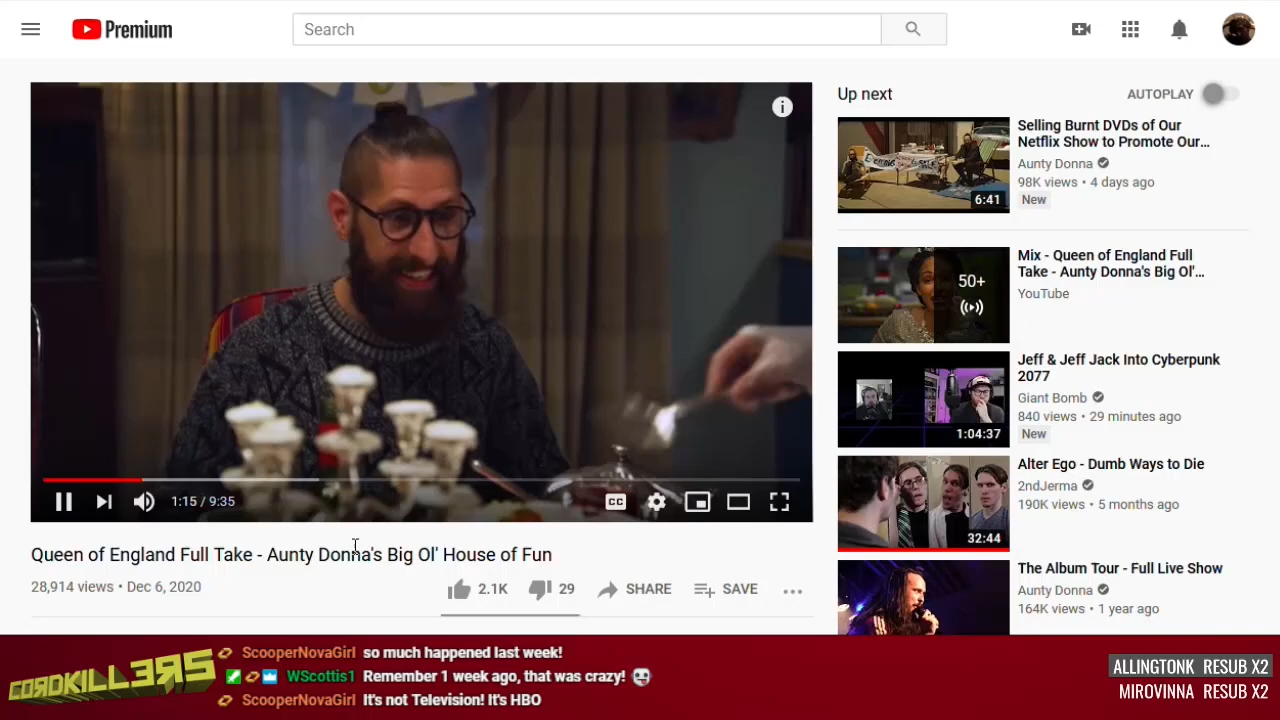 Premium
Search
Queen of England Full Take - Aunty Donna's Big Ol' House of Fun
1:15 / 9:35
CC
28,914 views • Dec 6, 2020
2.1K
29
SHARE
SAVE
Up next
AUTOPLAY
6:41
Selling Burnt DVDs of Our
Netflix Show to Promote Our...
Aunty Donna
98K views • 4 days ago
New
50+
Mix - Queen of England Full
Take - Aunty Donna's Big Ol'...
YouTube
1:04:37
Jeff & Jeff Jack Into Cyberpunk
2077
Giant Bomb
840 views • 29 minutes ago
New
32:44
Alter Ego - Dumb Ways to Die
2ndJerma
190K views • 5 months ago
The Album Tour - Full Live Show
Aunty Donna
164K views • 1 year ago
CORDKILLERS
ScooperNovaGirl so much happened last week!
WScottis1 Remember 1 week ago, that was crazy!
ScooperNovaGirl It's not Television! It's HBO
ALLINGTONK RESUB X2
MIROVINNA RESUB X2